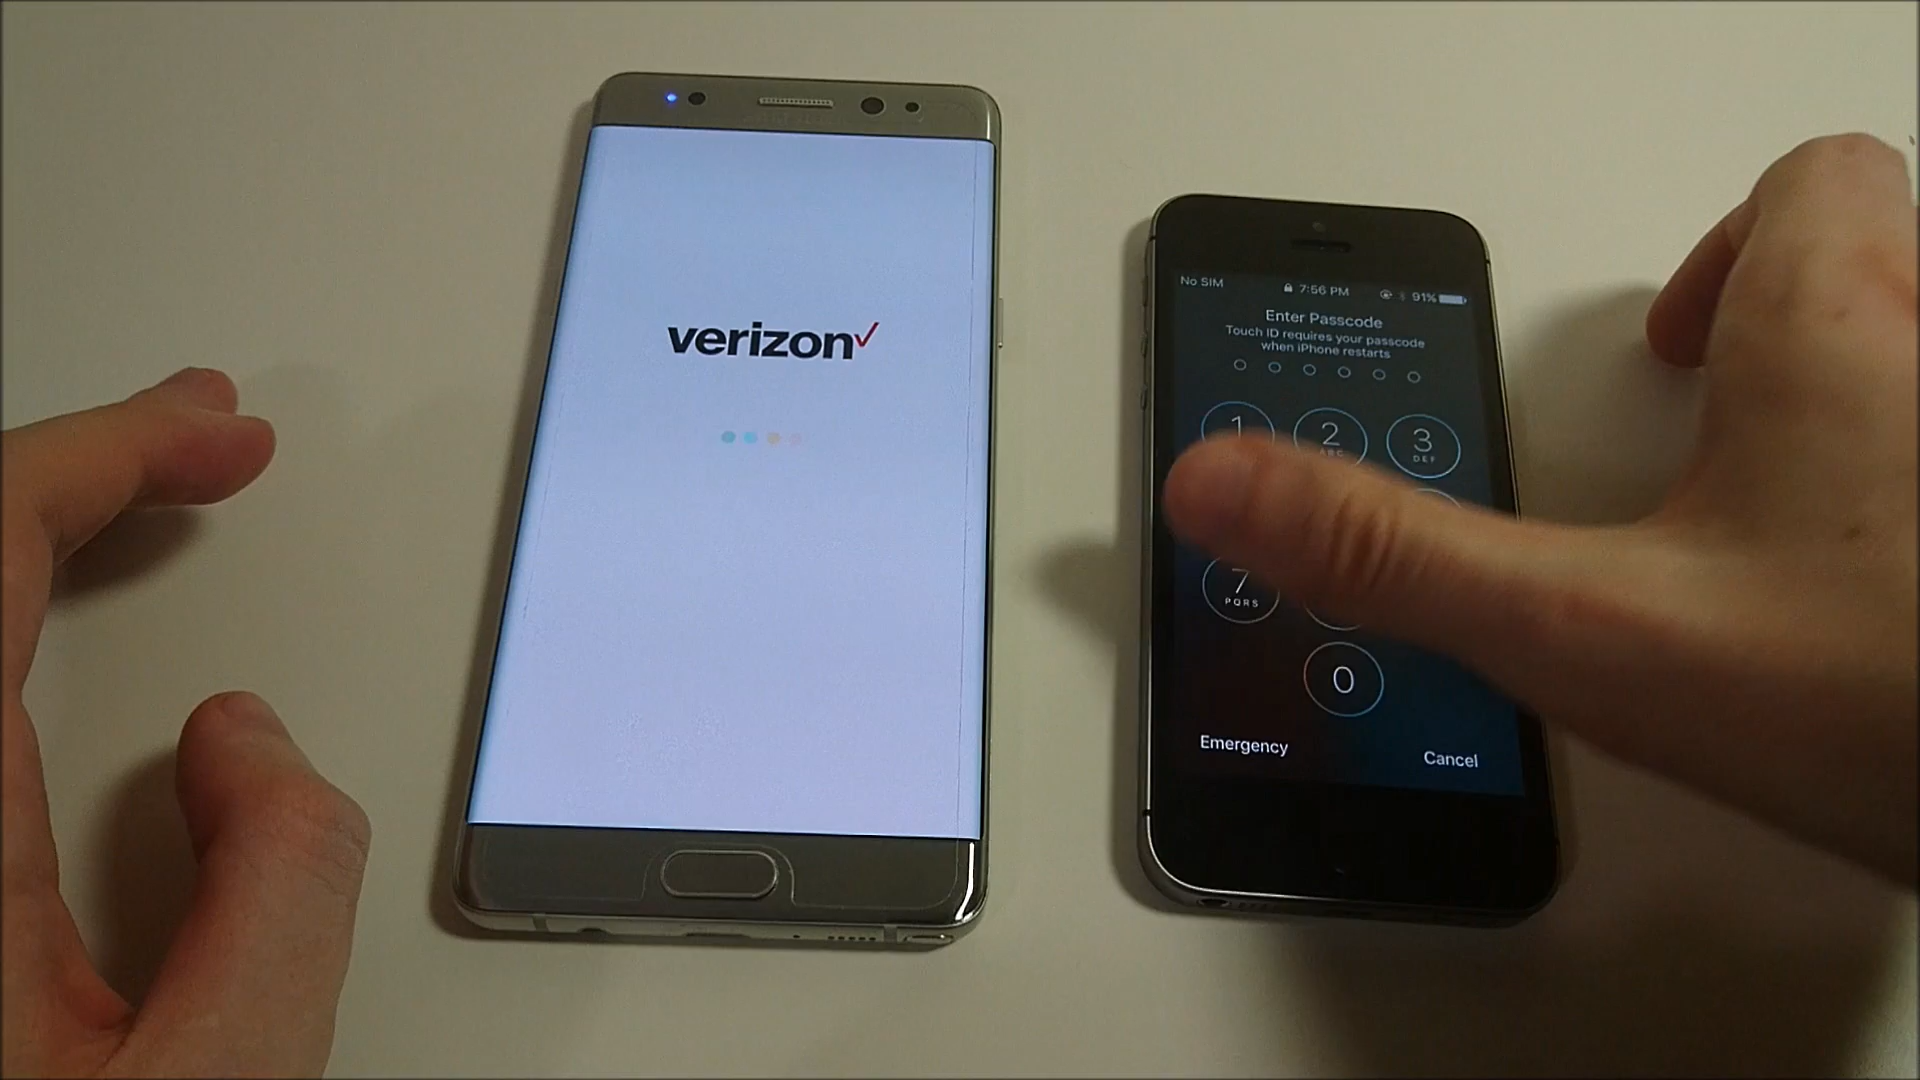 verizon
No SIM 7:56 PM 91%
Enter Passcode
Touch ID requires your passcode
when iPhone restarts
1 2 3
ABC DEF
7
PQRS
0
Emergency Cancel